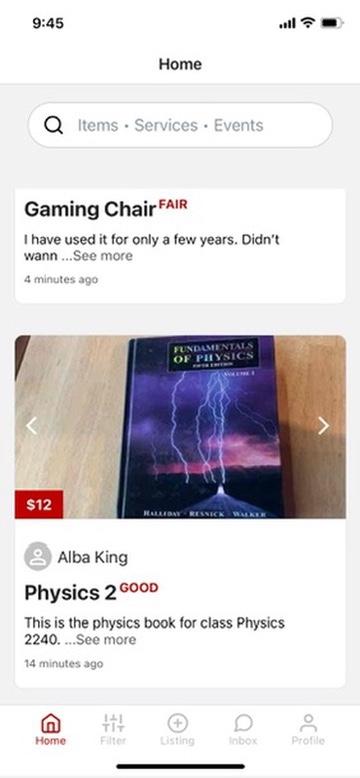 9:45
Home
Items • Services • Events
Gaming Chair FAIR
I have used it for only a few years. Didn't
wann ...See more
4 minutes ago
FUNDAMENTALS
OF PHYSICS
FIFTH EDITION
VOLUME 1
HALLIDAY • RESNICK • WALKER
$12
Alba King
Physics 2 GOOD
This is the physics book for class Physics
2240. ...See more
14 minutes ago
Home Filter Listing Inbox Profile